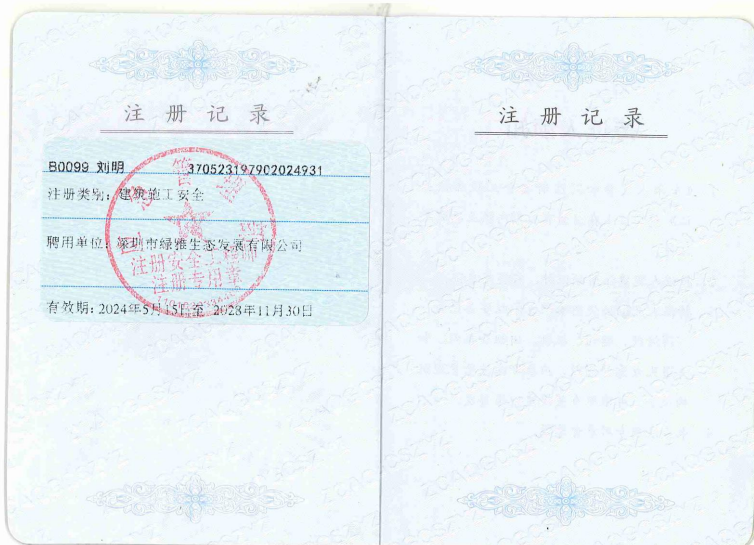 注册记录
B0099 刘明 370523197902024931
注册类别：建筑施工安全
聘用单位：深圳市绿雅生态发展有限公司
有效期：2024年5月15日至 2028年11月30日
注册安全工程师
注册专用章
注册记录